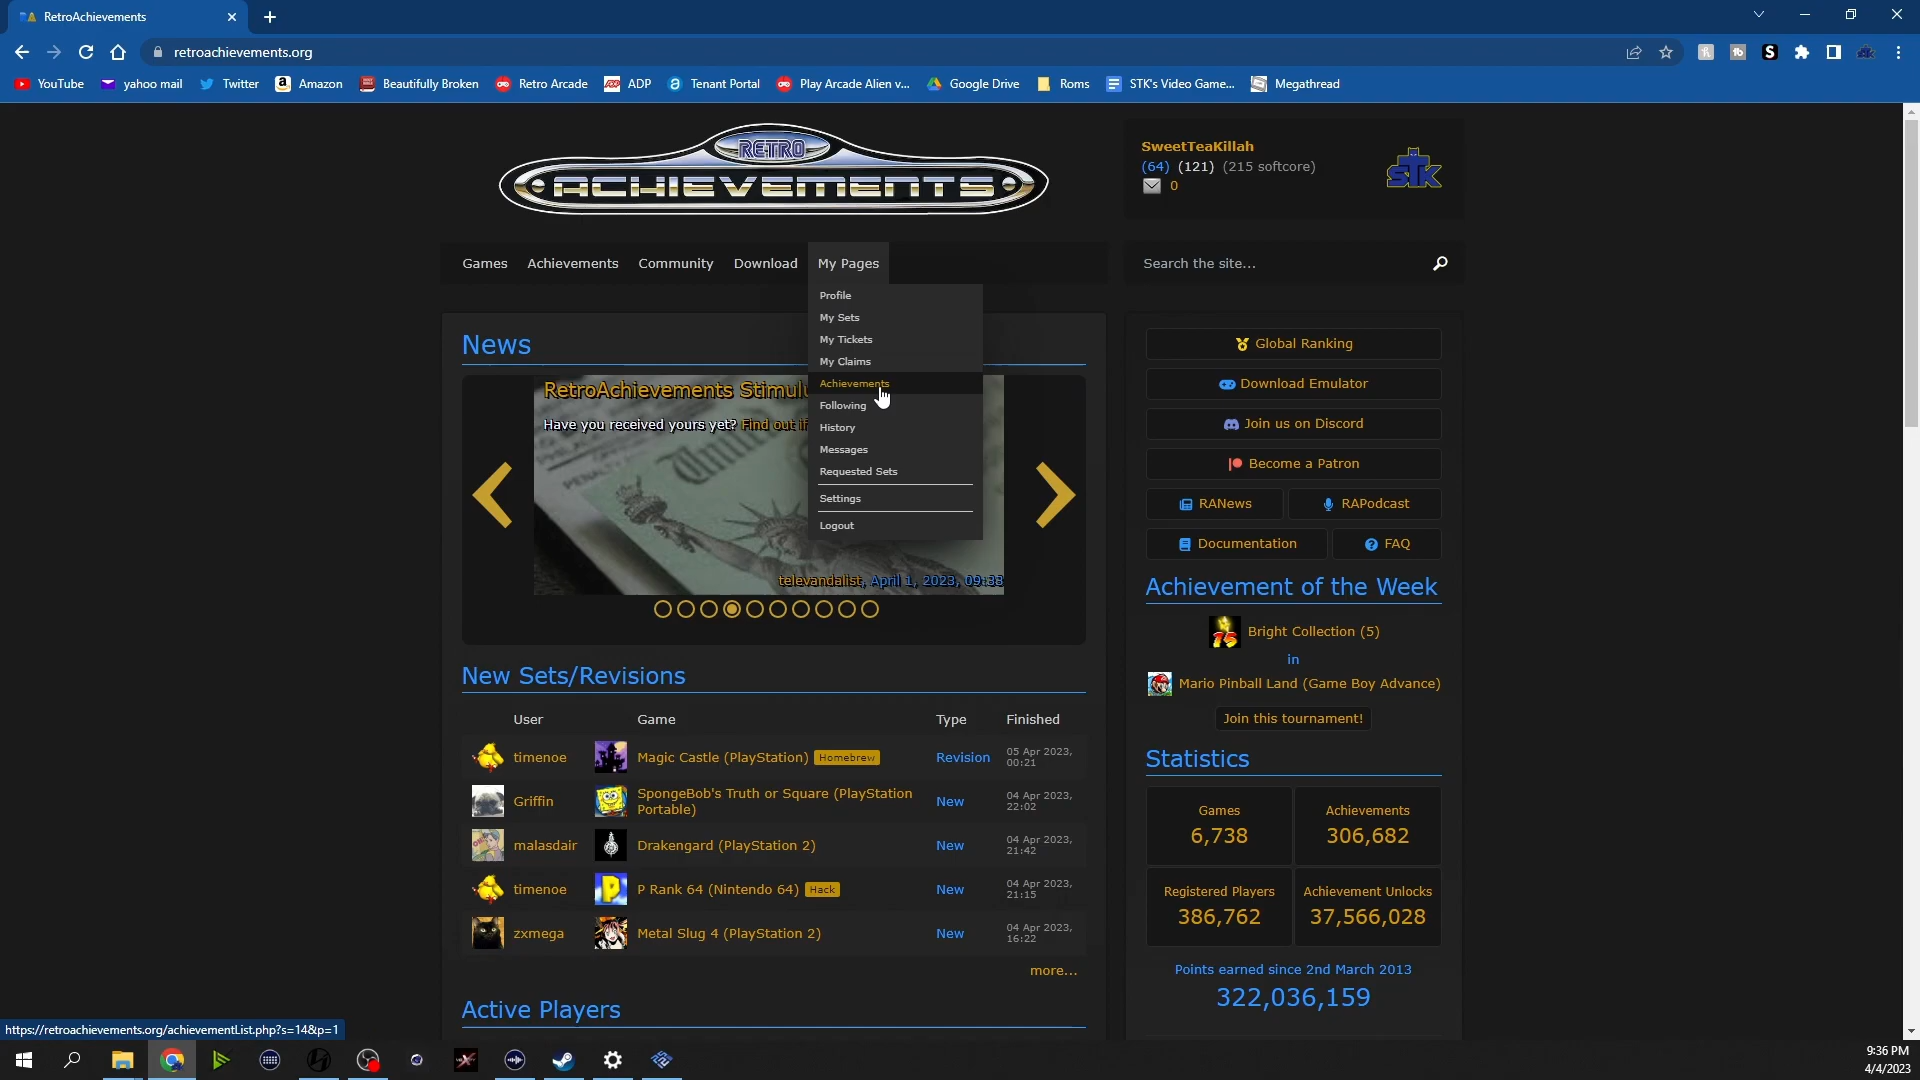 RetroAchievements
retroachievements.org
YouTube
yahoo mail
Twitter
Amazon
Beautifully Broken
Retro Arcade
ADP
Tenant Portal
Play Arcade Alien v...
Google Drive
Roms
STK's Video Game...
Megathread
RETRO
ACHIEVEMENTS
SweetTeaKillah
(64) (121) (215 softcore)
0
STK
Games
Achievements
Community
Download
My Pages
Search the site...
Profile
My Sets
My Tickets
My Claims
Achievements
Following
History
Messages
Requested Sets
Settings
Logout
News
RetroAchievements Stimulu
Have you received yours yet? Find out if
televandalist, April 1, 2023, 09:38
New Sets/Revisions
User Game Type Finished
timenoe Magic Castle (PlayStation) Homebrew Revision 05 Apr 2023,
00:21
Griffin SpongeBob's Truth or Square (PlayStation
Portable) New 04 Apr 2023,
22:02
malasdair Drakengard (PlayStation 2) New 04 Apr 2023,
21:42
timenoe P Rank 64 (Nintendo 64) Hack New 04 Apr 2023,
21:15
zxmega Metal Slug 4 (PlayStation 2) New 04 Apr 2023,
16:22
more...
Active Players
Global Ranking
Download Emulator
Join us on Discord
Become a Patron
RANews
RAPodcast
Documentation
FAQ
Achievement of the Week
Bright Collection (5)
in
Mario Pinball Land (Game Boy Advance)
Join this tournament!
Statistics
Games
6,738
Achievements
306,682
Registered Players
386,762
Achievement Unlocks
37,566,028
Points earned since 2nd March 2013
322,036,159
https://retroachievements.org/achievementList.php?s=14&p=1
9:36 PM
4/4/2023